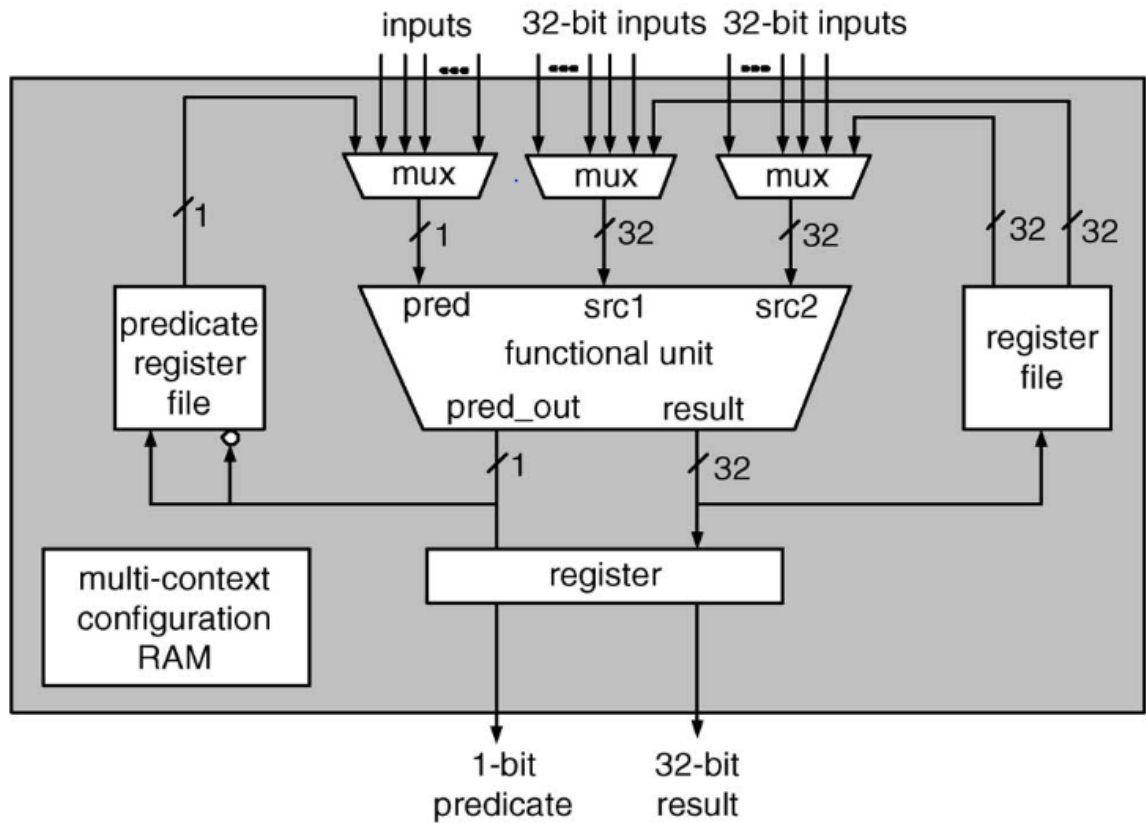 inputs
32-bit inputs
32-bit inputs
mux
mux
mux
1
1
32
32
32
32
pred
src1
src2
functional unit
pred_out
result
predicate
register
file
register
file
1
32
multi-context
configuration
RAM
register
1-bit
predicate
32-bit
result